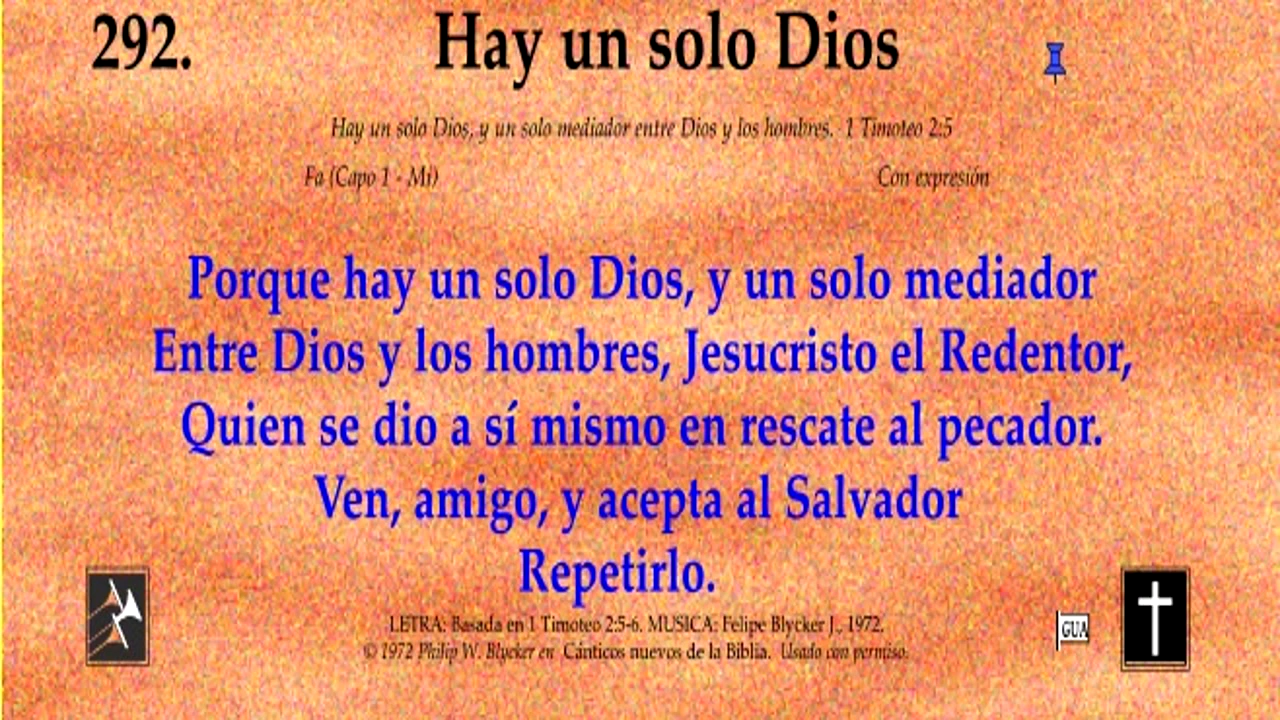 292. Hay un solo Dios
Hay un solo Dios, y un solo mediador entre Dios y los hombres. 1 Timoteo 2:5
Fa (Capo 1 - Mi) Con expresión
Porque hay un solo Dios, y un solo mediador
Entre Dios y los hombres, Jesucristo el Redentor,
Quien se dio a sí mismo en rescate al pecador.
Ven, amigo, y acepta al Salvador
Repetirlo.
LETRA: Basada en 1 Timoteo 2:5-6. MUSICA: Felipe Blycker J., 1972.
© 1972 Philip W. Blycker en Cánticos nuevos de la Biblia. Usado con permiso.
GUA